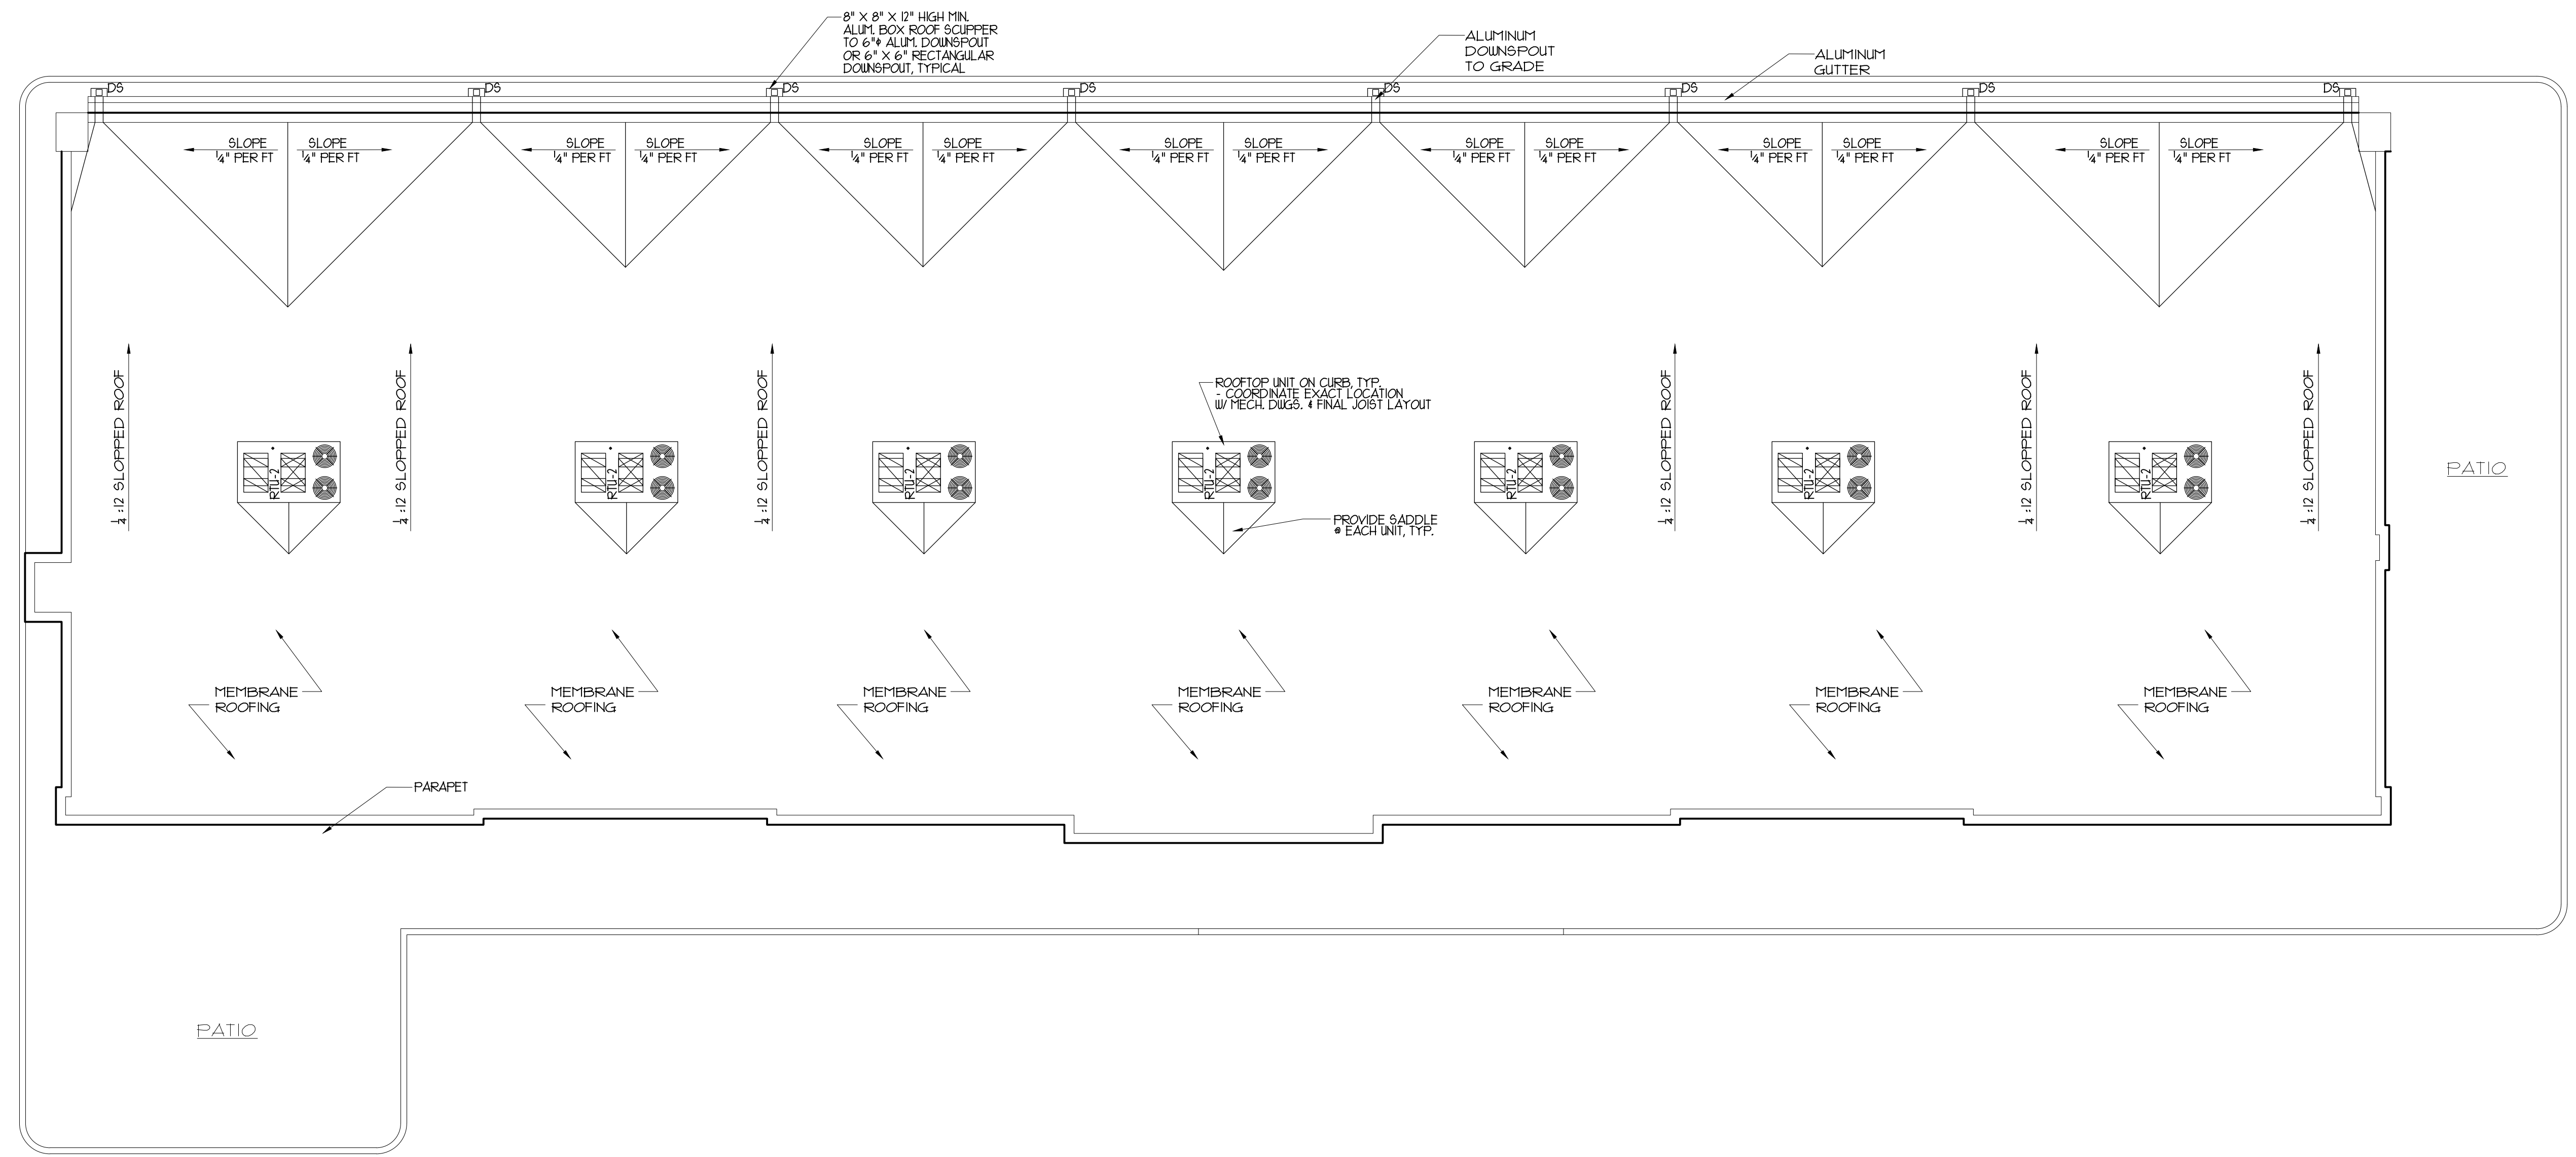 8" X 8" X 12" HIGH MIN.
ALUM. BOX ROOF SCUPPER
TO 6"ϕ ALUM. DOWNSPOUT
OR 6" X 6" RECTANGULAR
DOWNSPOUT, TYPICAL
ALUMINUM
DOWNSPOUT
TO GRADE
ALUMINUM
GUTTER
DS
DS
DS
DS
DS
DS
DS
DS
SLOPE
1/4" PER FT
SLOPE
1/4" PER FT
SLOPE
1/4" PER FT
SLOPE
1/4" PER FT
SLOPE
1/4" PER FT
SLOPE
1/4" PER FT
SLOPE
1/4" PER FT
SLOPE
1/4" PER FT
SLOPE
1/4" PER FT
SLOPE
1/4" PER FT
SLOPE
1/4" PER FT
SLOPE
1/4" PER FT
SLOPE
1/4" PER FT
SLOPE
1/4" PER FT
1/4 :12 SLOPPED ROOF
1/4 :12 SLOPPED ROOF
1/4 :12 SLOPPED ROOF
1/4 :12 SLOPPED ROOF
1/4 :12 SLOPPED ROOF
1/4 :12 SLOPPED ROOF
ROOFTOP UNIT ON CURB, TYP.
- COORDINATE EXACT LOCATION
W/ MECH. DWGS. & FINAL JOIST LAYOUT
RTU-2
RTU-2
RTU-2
RTU-2
RTU-2
RTU-2
RTU-2
PATIO
PROVIDE SADDLE
@ EACH UNIT, TYP.
MEMBRANE
ROOFING
MEMBRANE
ROOFING
MEMBRANE
ROOFING
MEMBRANE
ROOFING
MEMBRANE
ROOFING
MEMBRANE
ROOFING
MEMBRANE
ROOFING
PARAPET
PATIO